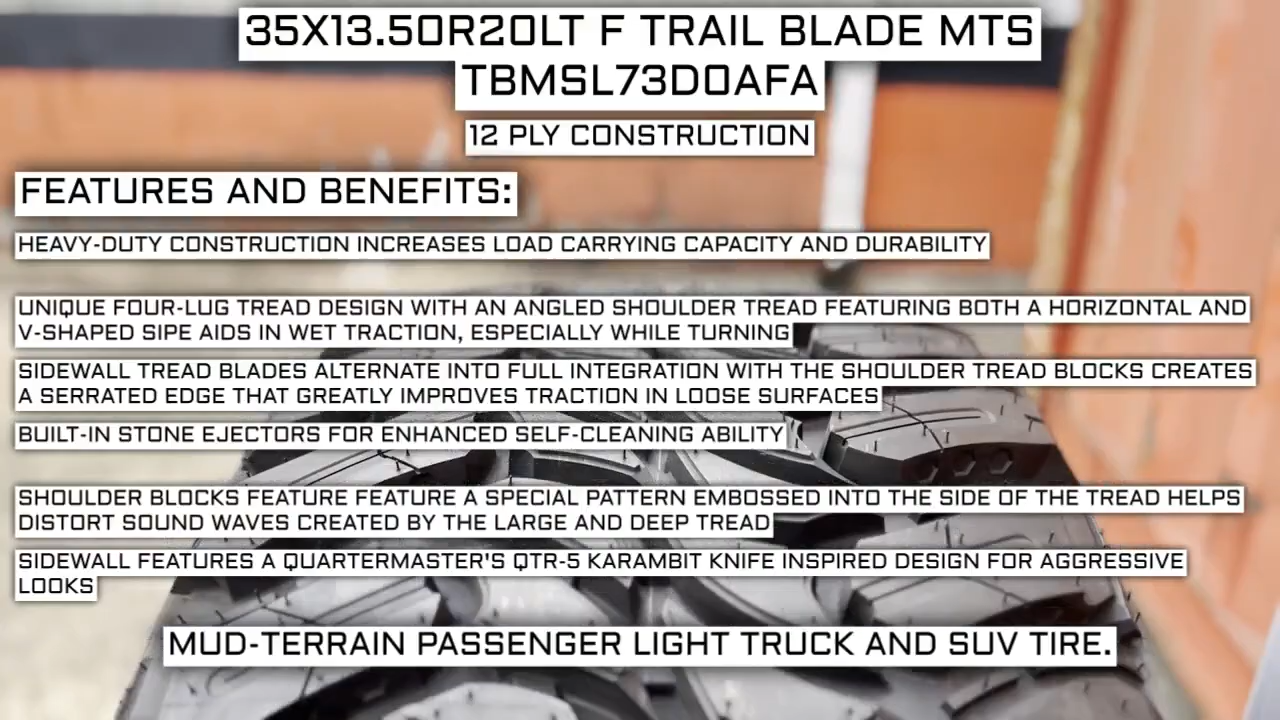 35X13.50R20LT F TRAIL BLADE MTS
TBMSL73D0AFA
12 PLY CONSTRUCTION
FEATURES AND BENEFITS:
HEAVY-DUTY CONSTRUCTION INCREASES LOAD CARRYING CAPACITY AND DURABILITY
UNIQUE FOUR-LUG TREAD DESIGN WITH AN ANGLED SHOULDER TREAD FEATURING BOTH A HORIZONTAL AND
V-SHAPED SIPE AIDS IN WET TRACTION, ESPECIALLY WHILE TURNING
SIDEWALL TREAD BLADES ALTERNATE INTO FULL INTEGRATION WITH THE SHOULDER TREAD BLOCKS CREATES
A SERRATED EDGE THAT GREATLY IMPROVES TRACTION IN LOOSE SURFACES
BUILT-IN STONE EJECTORS FOR ENHANCED SELF-CLEANING ABILITY
SHOULDER BLOCKS FEATURE FEATURE A SPECIAL PATTERN EMBOSSED INTO THE SIDE OF THE TREAD HELPS
DISTORT SOUND WAVES CREATED BY THE LARGE AND DEEP TREAD
SIDEWALL FEATURES A QUARTERMASTER'S QTR-5 KARAMBIT KNIFE INSPIRED DESIGN FOR AGGRESSIVE
LOOKS
MUD-TERRAIN PASSENGER LIGHT TRUCK AND SUV TIRE.